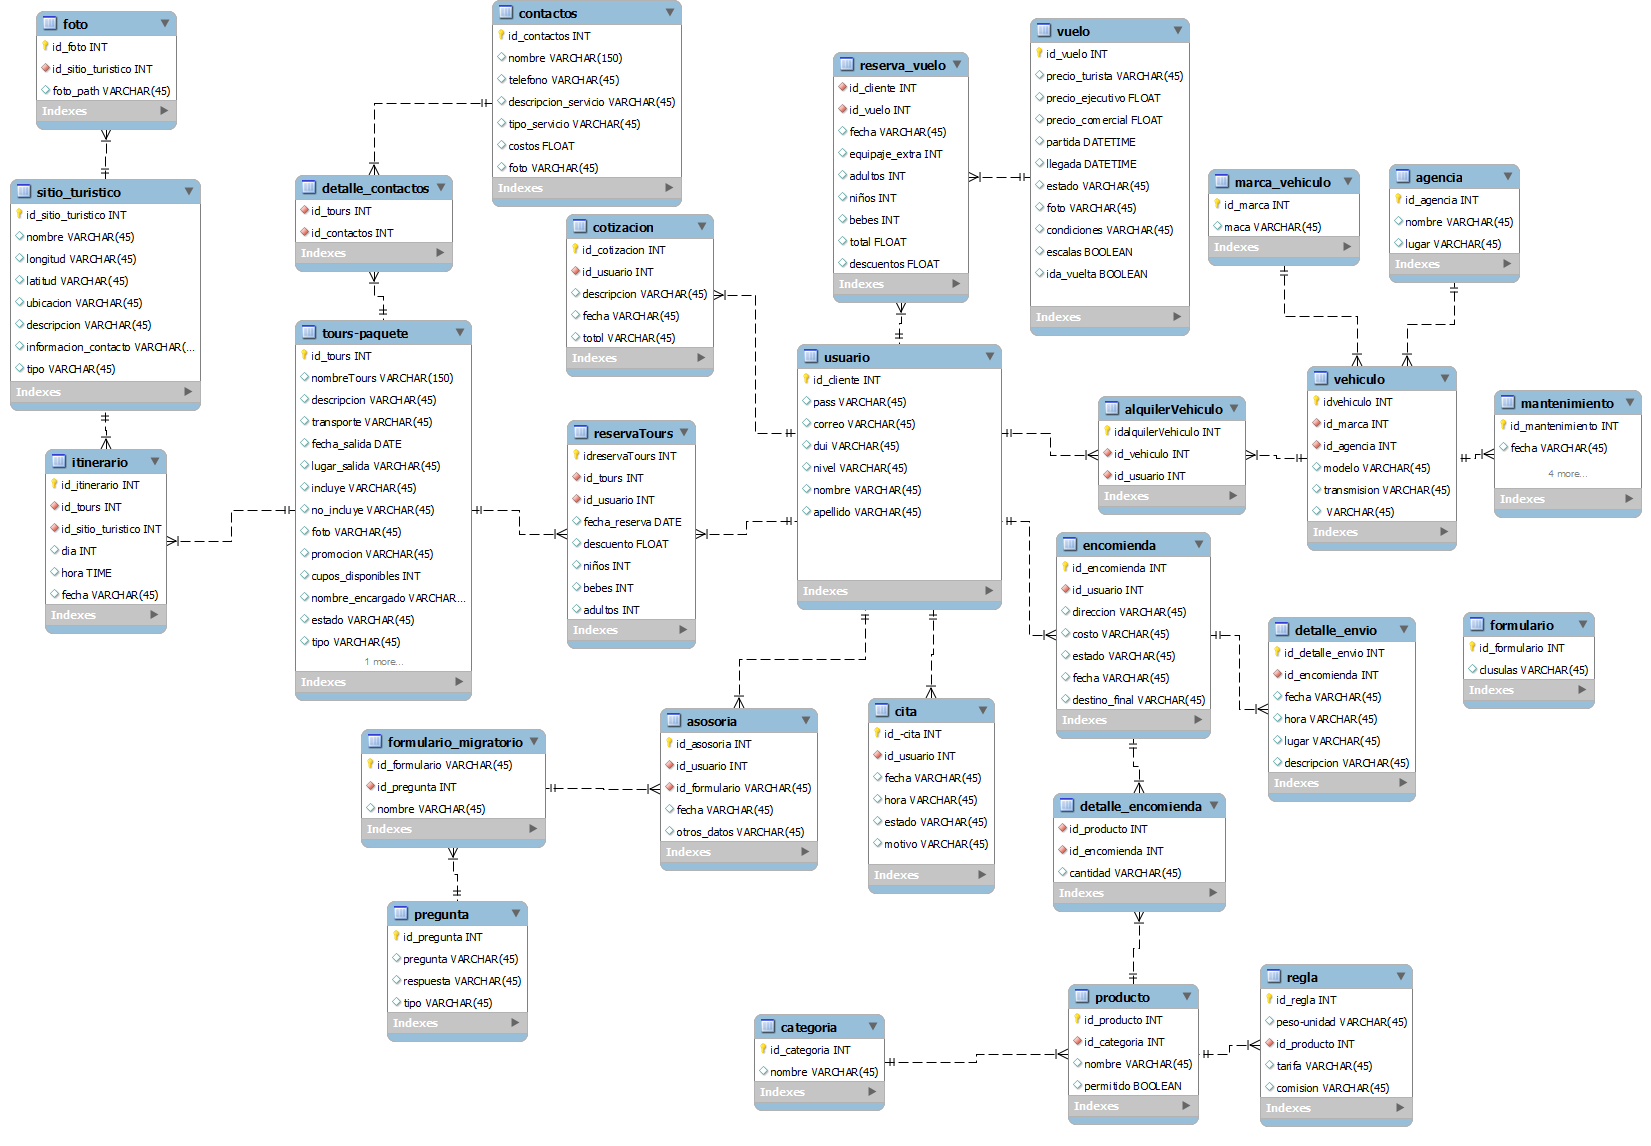 foto
id_foto INT
id_sitio_turistico INT
foto_path VARCHAR(45)
Indexes
contactos
id_contactos INT
nombre VARCHAR(150)
telefono VARCHAR(45)
descripcion_servicio VARCHAR(45)
tipo_servicio VARCHAR(45)
costos FLOAT
foto VARCHAR(45)
Indexes
reserva_vuelo
id_cliente INT
id_vuelo INT
fecha VARCHAR(45)
equipaje_extra INT
adultos INT
niños INT
bebes INT
total FLOAT
descuentos FLOAT
Indexes
vuelo
id_vuelo INT
precio_turista VARCHAR(45)
precio_ejecutivo FLOAT
precio_comercial FLOAT
partida DATETIME
llegada DATETIME
estado VARCHAR(45)
foto VARCHAR(45)
condiciones VARCHAR(45)
escalas BOOLEAN
ida_vuelta BOOLEAN
Indexes
marca_vehiculo
id_marca INT
maca VARCHAR(45)
Indexes
agencia
id_agencia INT
nombre VARCHAR(45)
lugar VARCHAR(45)
Indexes
sitio_turistico
id_sitio_turistico INT
nombre VARCHAR(45)
longitud VARCHAR(45)
latitud VARCHAR(45)
ubicacion VARCHAR(45)
descripcion VARCHAR(45)
informacion_contacto VARCHAR(...
tipo VARCHAR(45)
Indexes
detalle_contactos
id_tours INT
id_contactos INT
Indexes
cotizacion
id_cotizacion INT
id_usuario INT
descripcion VARCHAR(45)
fecha VARCHAR(45)
totol VARCHAR(45)
Indexes
tours-paquete
id_tours INT
nombreTours VARCHAR(150)
descripcion VARCHAR(45)
transporte VARCHAR(45)
fecha_salida DATE
lugar_salida VARCHAR(45)
incluye VARCHAR(45)
no_incluye VARCHAR(45)
foto VARCHAR(45)
promocion VARCHAR(45)
cupos_disponibles INT
nombre_encargado VARCHAR...
estado VARCHAR(45)
tipo VARCHAR(45)
1 more...
Indexes
usuario
id_cliente INT
pass VARCHAR(45)
correo VARCHAR(45)
dui VARCHAR(45)
nivel VARCHAR(45)
nombre VARCHAR(45)
apellido VARCHAR(45)
Indexes
alquilerVehiculo
idalquilerVehiculo INT
id_vehiculo INT
id_usuario INT
Indexes
vehiculo
idvehiculo INT
id_marca INT
id_agencia INT
modelo VARCHAR(45)
transmision VARCHAR(45)
VARCHAR(45)
Indexes
mantenimiento
id_mantenimiento INT
fecha VARCHAR(45)
4 more...
Indexes
itinerario
id_itinerario INT
id_tours INT
id_sitio_turistico INT
dia INT
hora TIME
fecha VARCHAR(45)
Indexes
reservaTours
idreservaTours INT
id_tours INT
id_usuario INT
fecha_reserva DATE
descuento FLOAT
niños INT
bebes INT
adultos INT
Indexes
encomienda
id_encomienda INT
id_usuario INT
direccion VARCHAR(45)
costo VARCHAR(45)
estado VARCHAR(45)
fecha VARCHAR(45)
destino_final VARCHAR(45)
Indexes
detalle_envio
id_detalle_envio INT
id_encomienda INT
fecha VARCHAR(45)
hora VARCHAR(45)
lugar VARCHAR(45)
descripcion VARCHAR(45)
Indexes
formulario
id_formulario INT
clusulas VARCHAR(45)
Indexes
formulario_migratorio
id_formulario VARCHAR(45)
id_pregunta INT
nombre VARCHAR(45)
Indexes
asosoria
id_asosoria INT
id_usuario INT
id_formulario VARCHAR(45)
fecha VARCHAR(45)
otros_datos VARCHAR(45)
Indexes
cita
id_-cita INT
id_usuario INT
fecha VARCHAR(45)
hora VARCHAR(45)
estado VARCHAR(45)
motivo VARCHAR(45)
Indexes
detalle_encomienda
id_producto INT
id_encomienda INT
cantidad VARCHAR(45)
Indexes
pregunta
id_pregunta INT
pregunta VARCHAR(45)
respuesta VARCHAR(45)
tipo VARCHAR(45)
Indexes
categoria
id_categoria INT
nombre VARCHAR(45)
Indexes
producto
id_producto INT
id_categoria INT
nombre VARCHAR(45)
permitido BOOLEAN
Indexes
regla
id_regla INT
peso-unidad VARCHAR(45)
id_producto INT
tarifa VARCHAR(45)
comision VARCHAR(45)
Indexes